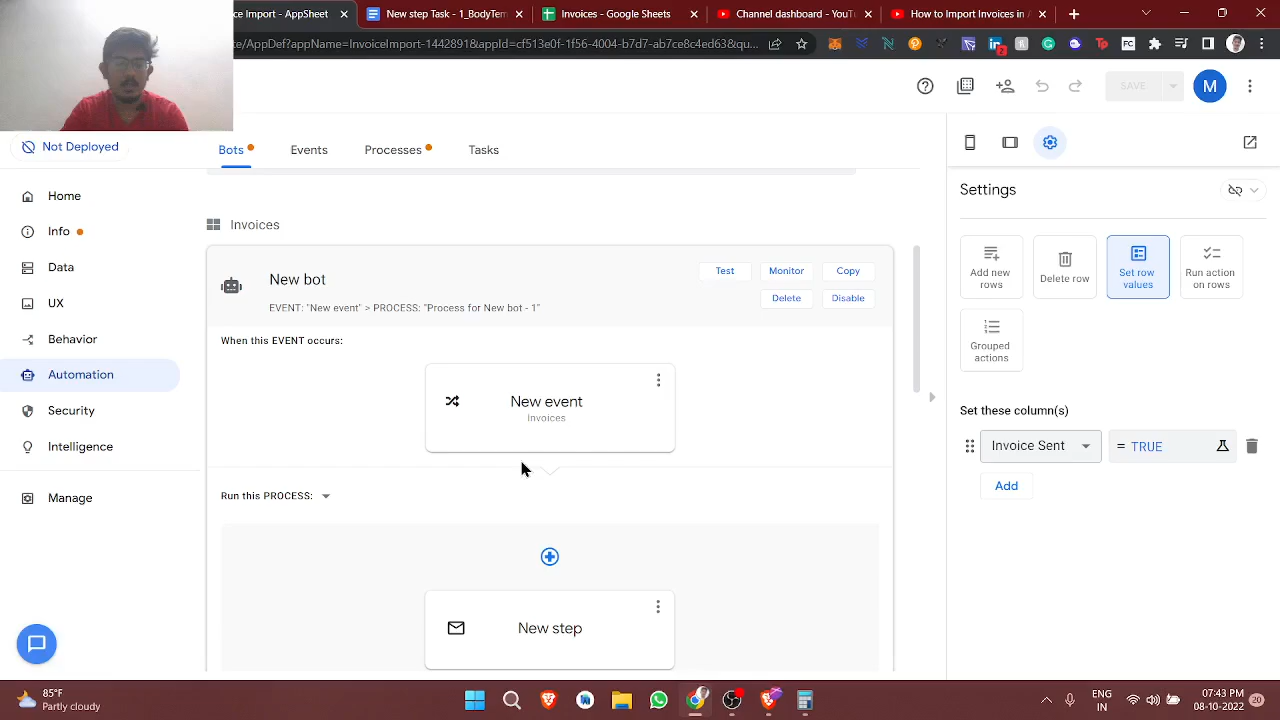 ce Import - AppSheet
New step Task - 1_BodyTem
Invoices - Google Sheets
Channel dashboard - YouTu
How to Import Invoices in A
te/AppDef?appName=InvoiceImport-1442891&appId=cf513e0f-1f56-4004-b7d7-ab7ce8c4ed63&qu...
SAVE
M
Not Deployed
Bots
Events
Processes
Tasks
Home
Info
Data
UX
Behavior
Automation
Security
Intelligence
Manage
Invoices
New bot
EVENT: "New event" > PROCESS: "Process for New bot - 1"
Test
Monitor
Copy
Delete
Disable
When this EVENT occurs:
New event
Invoices
Run this PROCESS:
New step
Settings
Add new rows
Delete row
Set row values
Run action on rows
Grouped actions
Set these column(s)
Invoice Sent
= TRUE
Add
85°F
Partly cloudy
ENG
IN
07:43 PM
08-10-2022
20